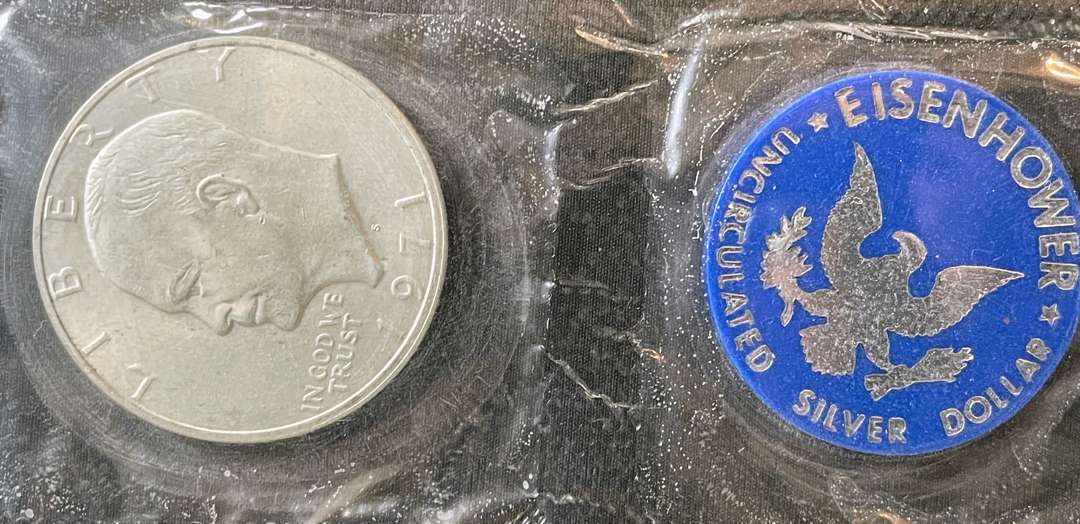 LIBERTY
IN GOD WE
TRUST
S
1971
★ EISENHOWER ★
UNCIRCULATED
SILVER DOLLAR